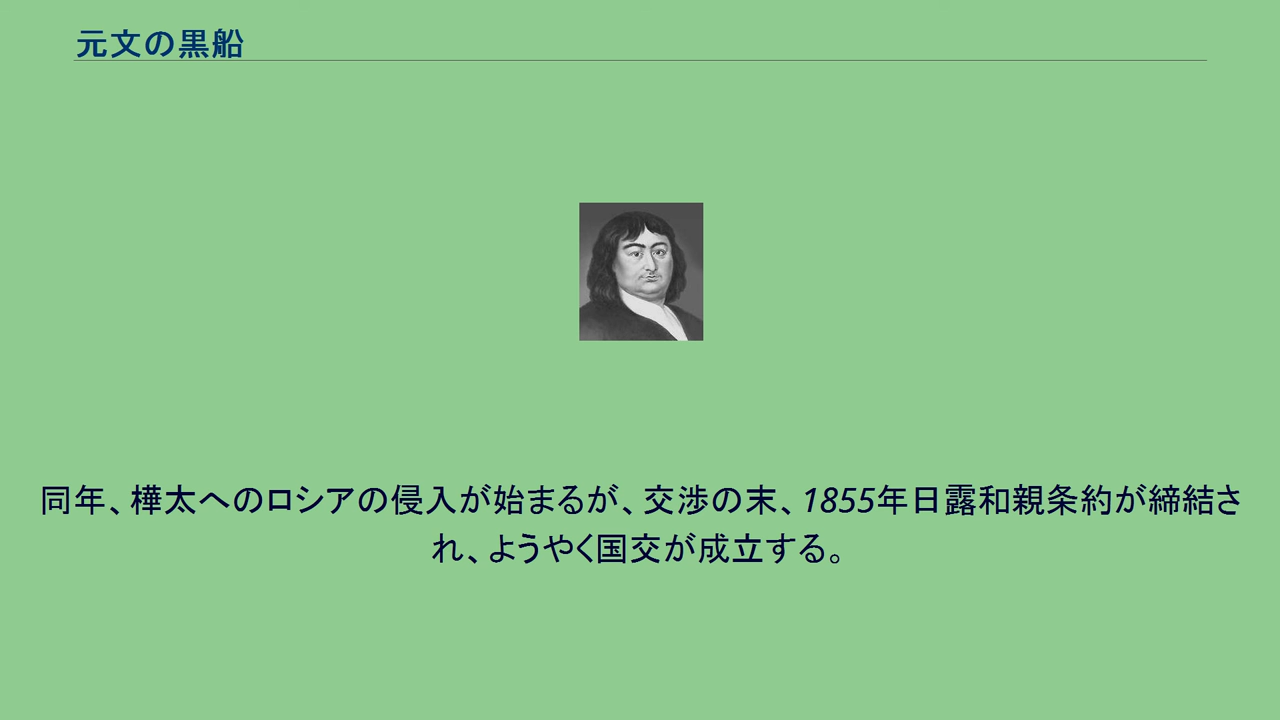 元文の黒船
同年、樺太へのロシアの侵入が始まるが、交渉の末、1855年日露和親条約が締結さ
れ、ようやく国交が成立する。